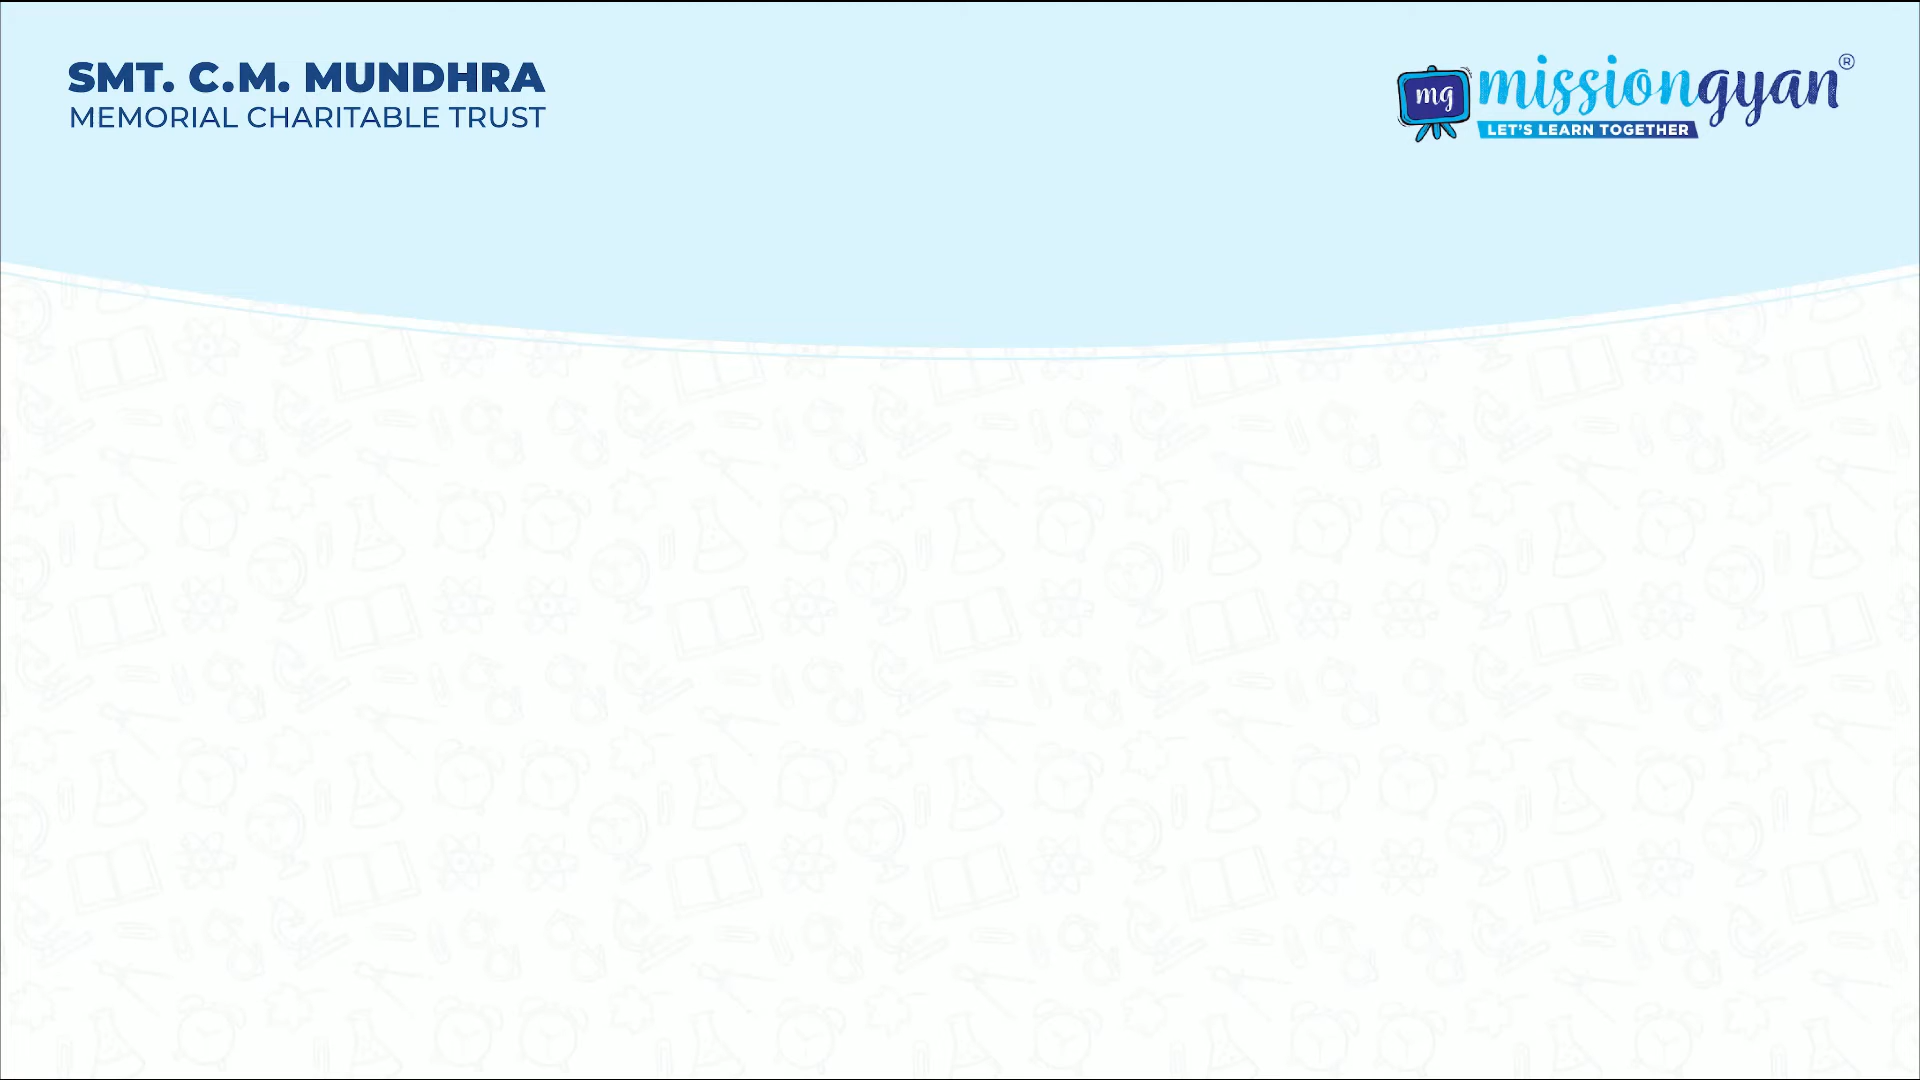 SMT. C.M. MUNDHRA
MEMORIAL CHARITABLE TRUST
mg
missiongyan®
LET'S LEARN TOGETHER